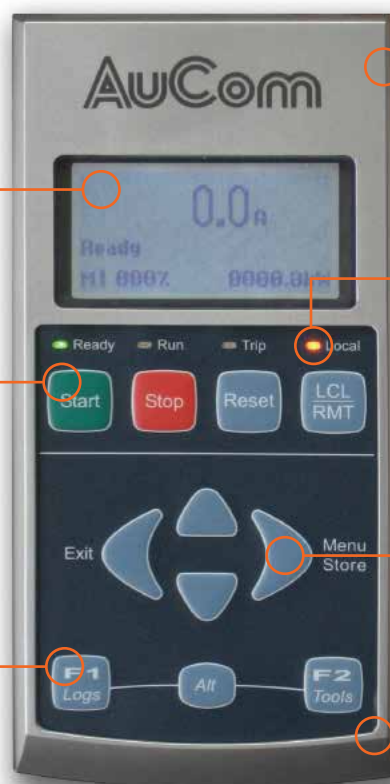 AuCom
0.0A
Ready
M1 000% 0000.0kW
Ready Run Trip Local
Start Stop Reset LCL
RMT
Exit Menu
Store
F1 Alt F2
Logs Tools